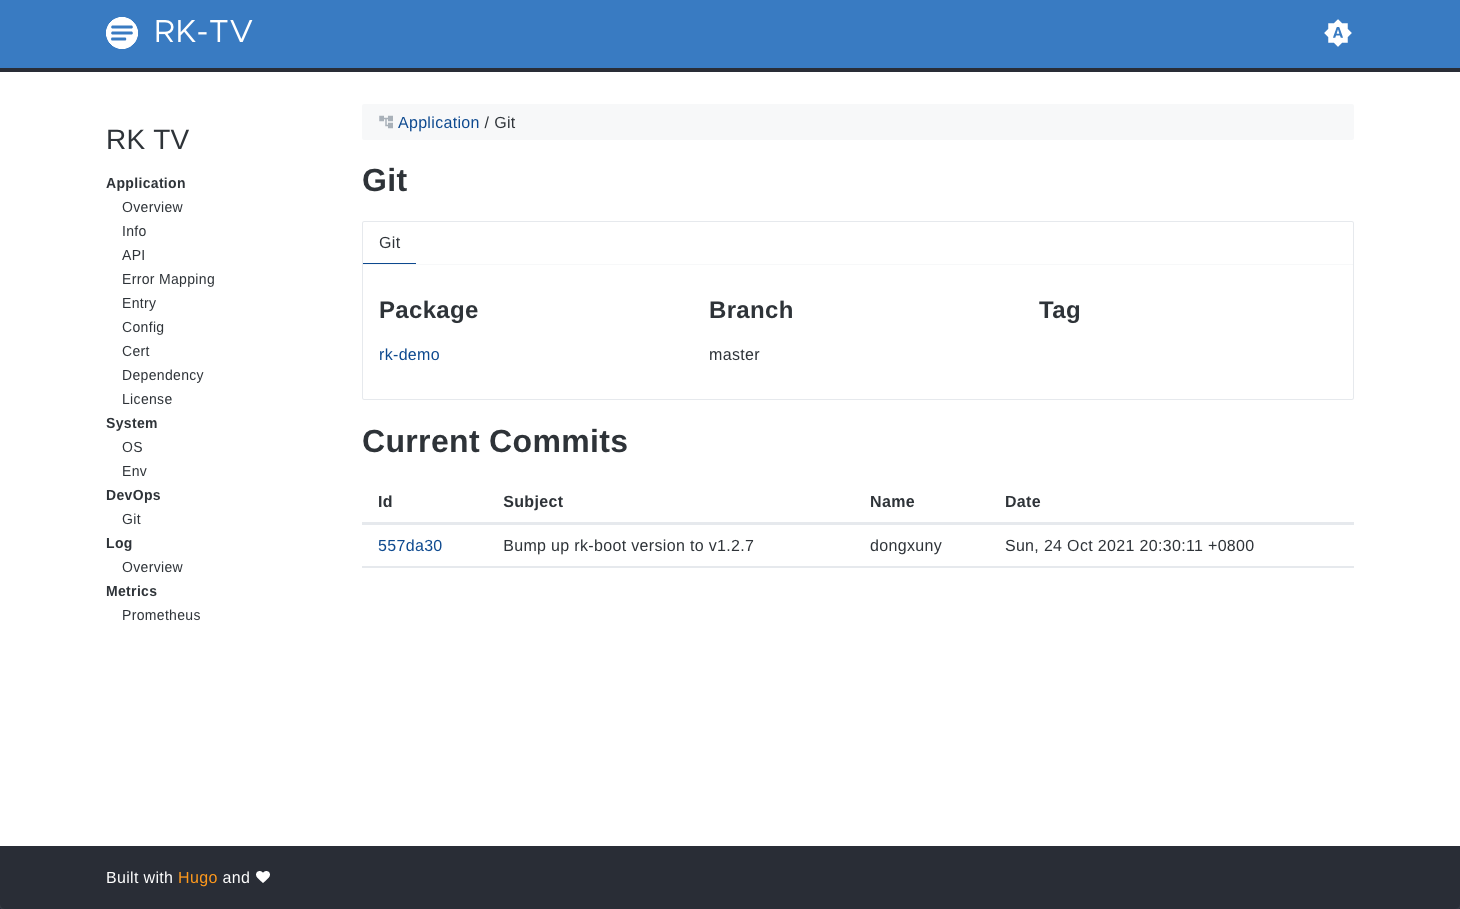 RK-TV
A
RK TV
Application
Overview
Info
API
Error Mapping
Entry
Config
Cert
Dependency
License
System
OS
Env
DevOps
Git
Log
Overview
Metrics
Prometheus
Application / Git
Git
Git
Package Branch Tag
rk-demo master
Current Commits
Id Subject Name Date
557da30 Bump up rk-boot version to v1.2.7 dongxuny Sun, 24 Oct 2021 20:30:11 +0800
Built with Hugo and